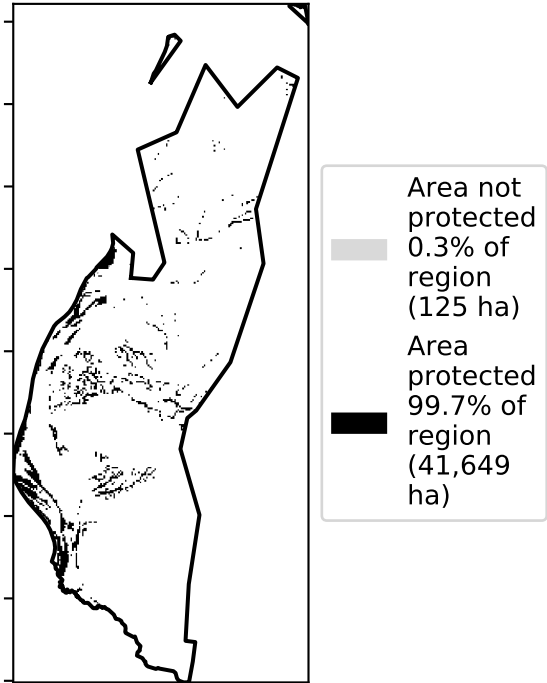 Area not
protected
0.3% of
region
(125 ha)
Area
protected
99.7% of
region
(41,649
ha)